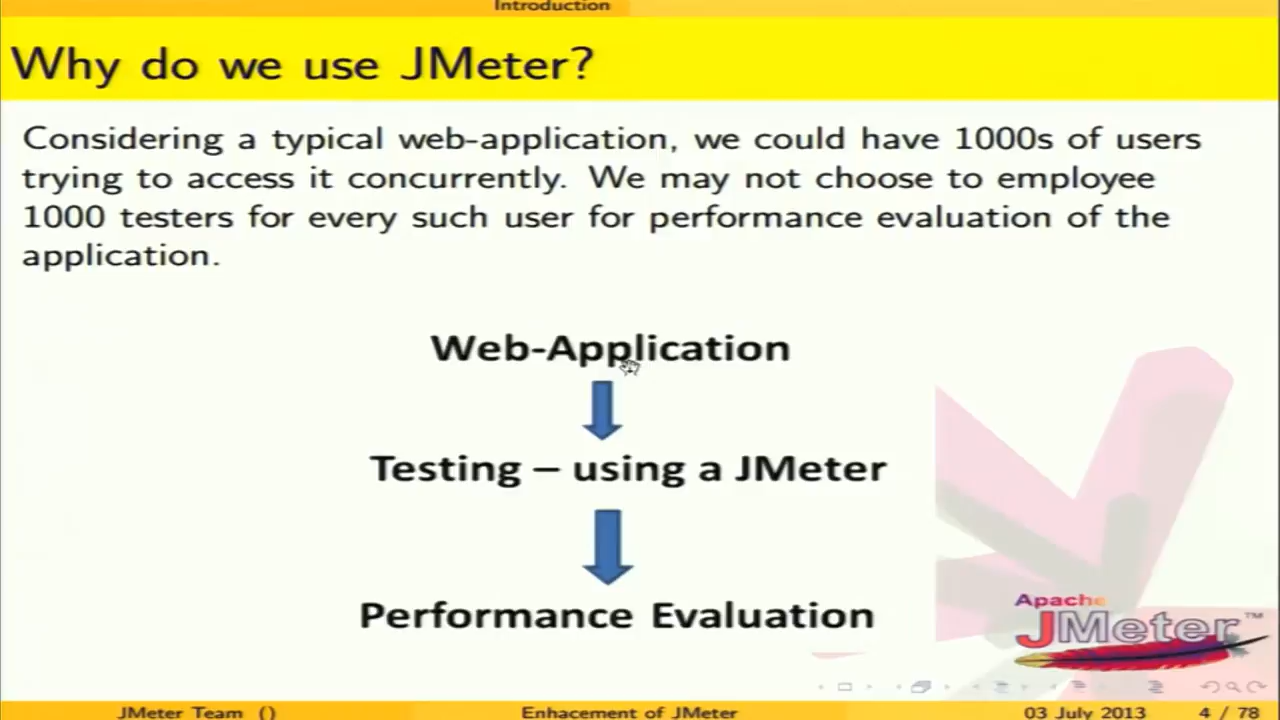 Introduction
Why do we use JMeter?
Considering a typical web-application, we could have 1000s of users
trying to access it concurrently. We may not choose to employee
1000 testers for every such user for performance evaluation of the
application.
Web-Application
Testing – using a JMeter
Performance Evaluation
Apache
JMeter™
JMeter Team ()
Enhacement of JMeter
03 July 2013
4 / 78